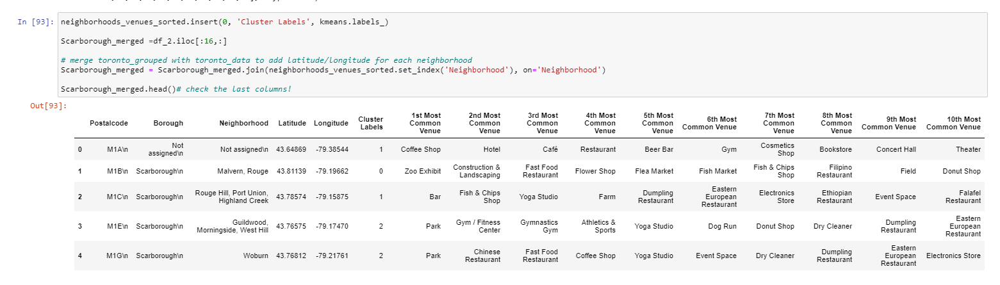 In [93]: neighborhoods_venues_sorted.insert(0, 'Cluster Labels', kmeans.labels_)
Scarborough_merged =df_2.iloc[:16,:]
# merge toronto_grouped with toronto_data to add latitude/longitude for each neighborhood
Scarborough_merged = Scarborough_merged.join(neighborhoods_venues_sorted.set_index('Neighborhood'), on='Neighborhood')
Scarborough_merged.head()# check the last columns!
Out[93]:
Postalcode Borough Neighborhood Latitude Longitude Cluster Labels 1st Most Common Venue 2nd Most Common Venue 3rd Most Common Venue 4th Most Common Venue 5th Most Common Venue 6th Most Common Venue 7th Most Common Venue 8th Most Common Venue 9th Most Common Venue 10th Most Common Venue
0 M1A\n Not assigned\n Not assigned\n 43.64869 -79.38544 1 Coffee Shop Hotel Café Restaurant Beer Bar Gym Cosmetics Shop Bookstore Concert Hall Theater
1 M1B\n Scarborough\n Malvern, Rouge 43.81139 -79.19662 0 Zoo Exhibit Construction & Landscaping Fast Food Restaurant Flower Shop Flea Market Fish Market Fish & Chips Shop Filipino Restaurant Field Donut Shop
2 M1C\n Scarborough\n Rouge Hill, Port Union, Highland Creek 43.78574 -79.15875 1 Bar Fish & Chips Shop Yoga Studio Farm Dumpling Restaurant Eastern European Restaurant Electronics Store Ethiopian Restaurant Event Space Falafel Restaurant
3 M1E\n Scarborough\n Guildwood, Morningside, West Hill 43.76575 -79.17470 2 Park Gym / Fitness Center Gymnastics Gym Athletics & Sports Yoga Studio Dog Run Donut Shop Dry Cleaner Dumpling Restaurant Eastern European Restaurant
4 M1G\n Scarborough\n Woburn 43.76812 -79.21761 2 Park Chinese Restaurant Fast Food Restaurant Coffee Shop Yoga Studio Event Space Dry Cleaner Dumpling Restaurant Eastern European Restaurant Electronics Store